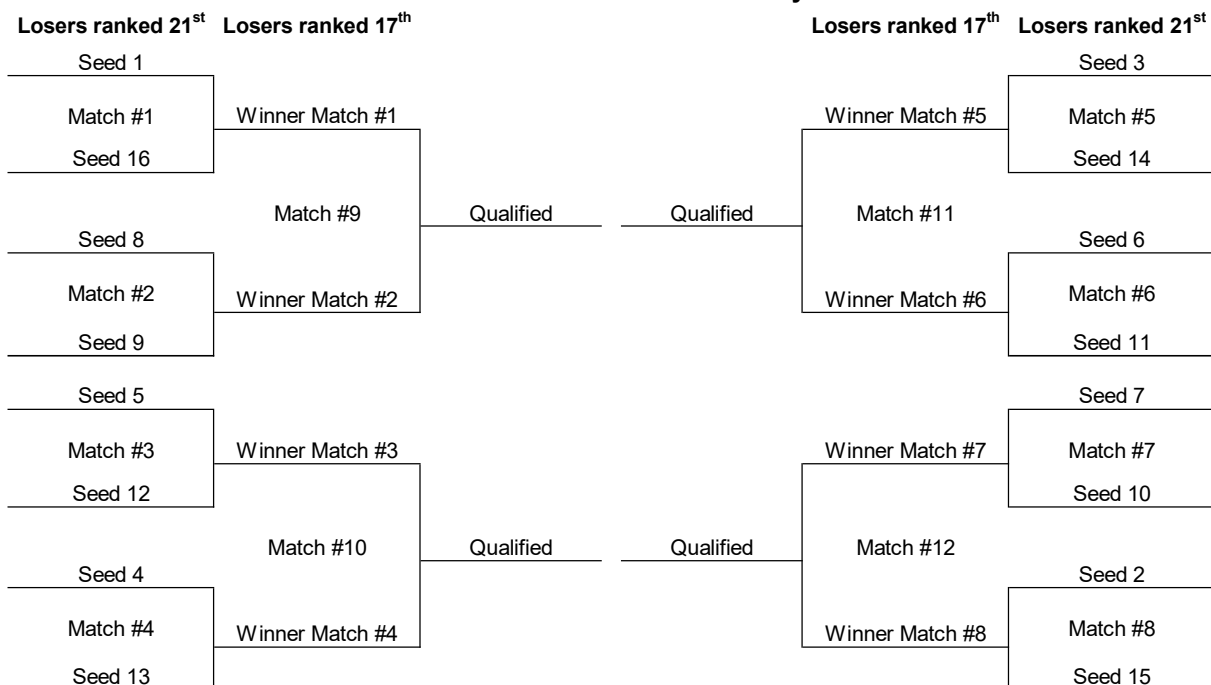 Losers ranked 21st Losers ranked 17th Losers ranked 17th Losers ranked 21st
Seed 1 Seed 3
Match #1 Winner Match #1 Winner Match #5 Match #5
Seed 16 Seed 14
Match #9 Qualified Qualified Match #11
Seed 8 Seed 6
Match #2 Winner Match #2 Winner Match #6 Match #6
Seed 9 Seed 11
Seed 5 Seed 7
Match #3 Winner Match #3 Winner Match #7 Match #7
Seed 12 Seed 10
Match #10 Qualified Qualified Match #12
Seed 4 Seed 2
Match #4 Winner Match #4 Winner Match #8 Match #8
Seed 13 Seed 15